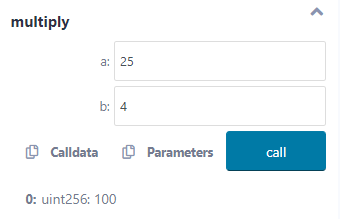 multiply
a: 25
b: 4
Calldata Parameters call
0: uint256: 100